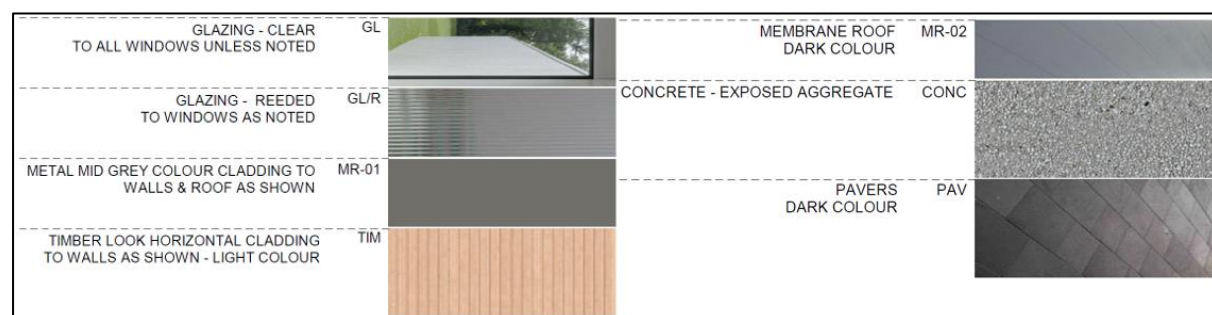 GLAZING - CLEAR GL
TO ALL WINDOWS UNLESS NOTED
GLAZING - REEDED GL/R
TO WINDOWS AS NOTED
METAL MID GREY COLOUR CLADDING TO MR-01
WALLS & ROOF AS SHOWN
TIMBER LOOK HORIZONTAL CLADDING TIM
TO WALLS AS SHOWN - LIGHT COLOUR
MEMBRANE ROOF MR-02
DARK COLOUR
CONCRETE - EXPOSED AGGREGATE CONC
PAVERS PAV
DARK COLOUR